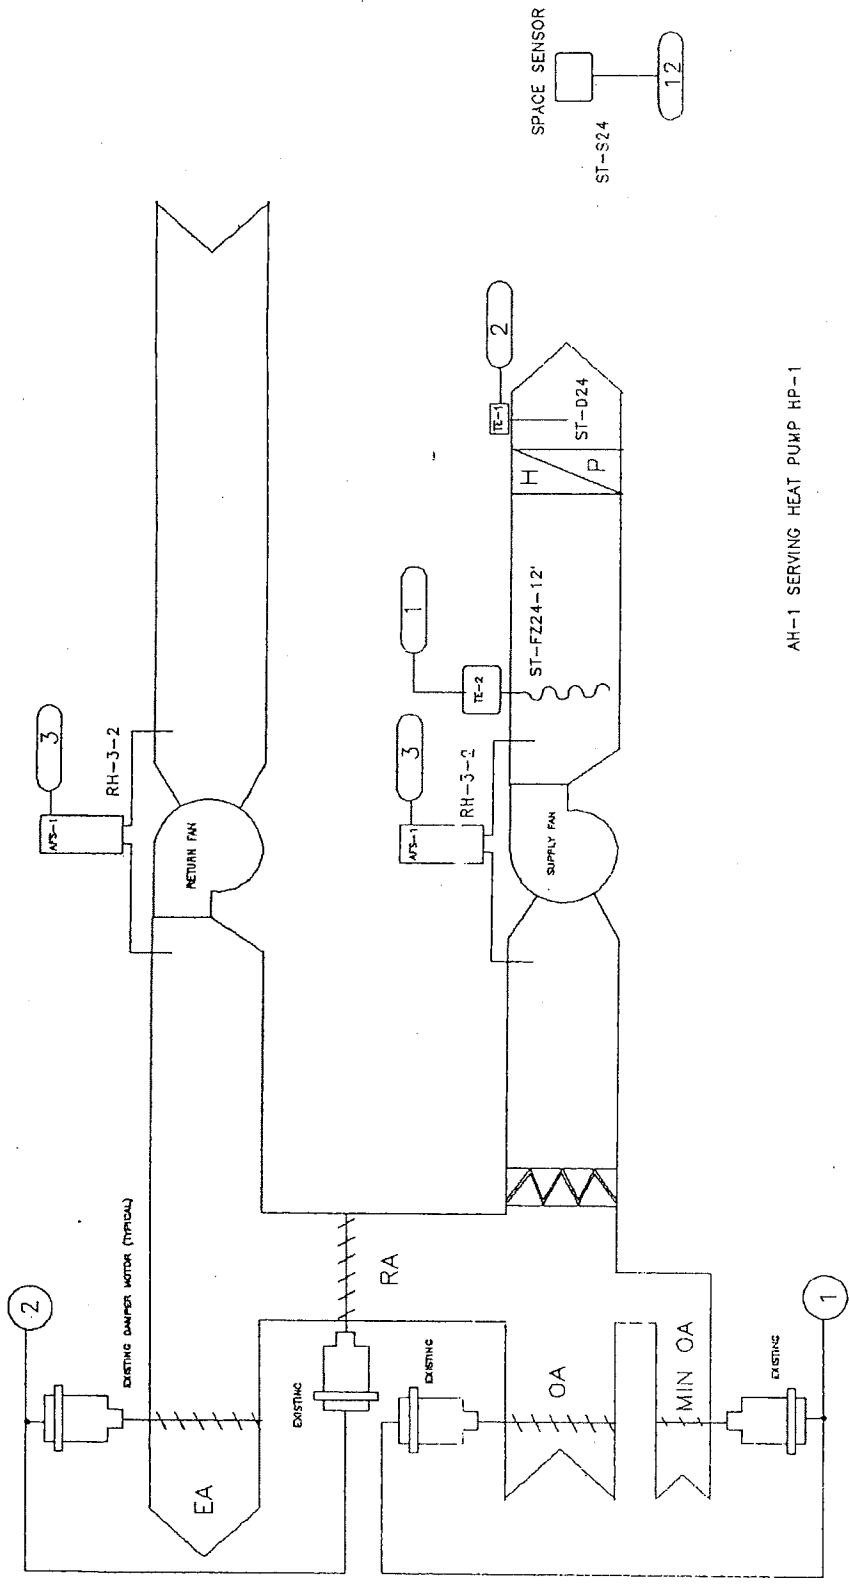 2
EXISTING DAMPER MOTOR (TYPICAL)
EA
EXISTING
RA
EXISTING
OA
MIN OA
EXISTING
1
3
AFS-1
RH-3-2
RETURN FAN
3
AFS-1
RH-3-2
SUPPLY FAN
1
TE-2
ST-FZ24-12'
H
P
2
TE-1
ST-D24
SPACE SENSOR
ST-S24
12
AH-1 SERVING HEAT PUMP HP-1